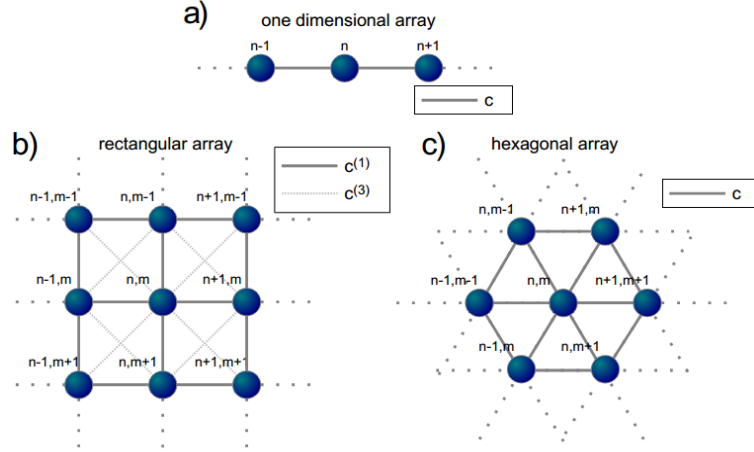 a)
one dimensional array
n-1 n n+1
c
b)
rectangular array
c(1)
c(3)
n-1,m-1 n,m-1 n+1,m-1
n-1,m n,m n+1,m
n-1,m+1 n,m+1 n+1,m+1
c)
hexagonal array
c
n,m-1 n+1,m
n-1,m-1 n,m n+1,m+1
n-1,m n,m+1